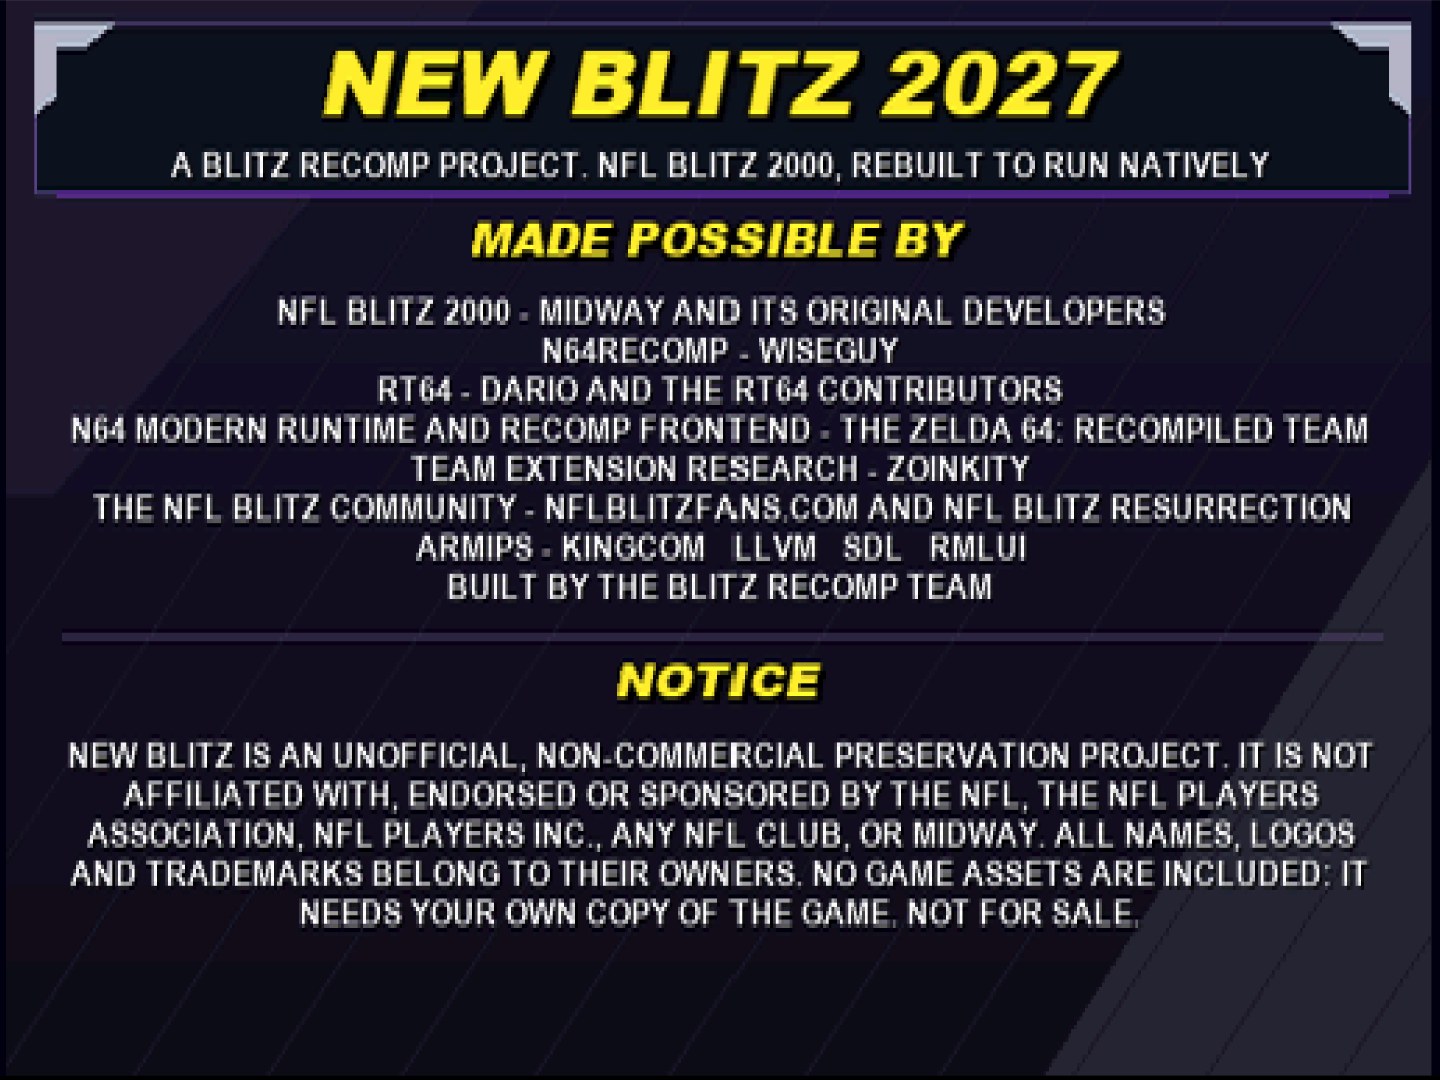 NEW BLITZ 2027
A BLITZ RECOMP PROJECT. NFL BLITZ 2000, REBUILT TO RUN NATIVELY
MADE POSSIBLE BY
NFL BLITZ 2000 - MIDWAY AND ITS ORIGINAL DEVELOPERS
N64RECOMP - WISEGUY
RT64 - DARIO AND THE RT64 CONTRIBUTORS
N64 MODERN RUNTIME AND RECOMP FRONTEND - THE ZELDA 64: RECOMPILED TEAM
TEAM EXTENSION RESEARCH - ZOINKITY
THE NFL BLITZ COMMUNITY - NFLBLITZFANS.COM AND NFL BLITZ RESURRECTION
ARMIPS - KINGCOM LLVM SDL RMLUI
BUILT BY THE BLITZ RECOMP TEAM
NOTICE
NEW BLITZ IS AN UNOFFICIAL, NON-COMMERCIAL PRESERVATION PROJECT. IT IS NOT
AFFILIATED WITH, ENDORSED OR SPONSORED BY THE NFL, THE NFL PLAYERS
ASSOCIATION, NFL PLAYERS INC., ANY NFL CLUB, OR MIDWAY. ALL NAMES, LOGOS
AND TRADEMARKS BELONG TO THEIR OWNERS. NO GAME ASSETS ARE INCLUDED: IT
NEEDS YOUR OWN COPY OF THE GAME. NOT FOR SALE.